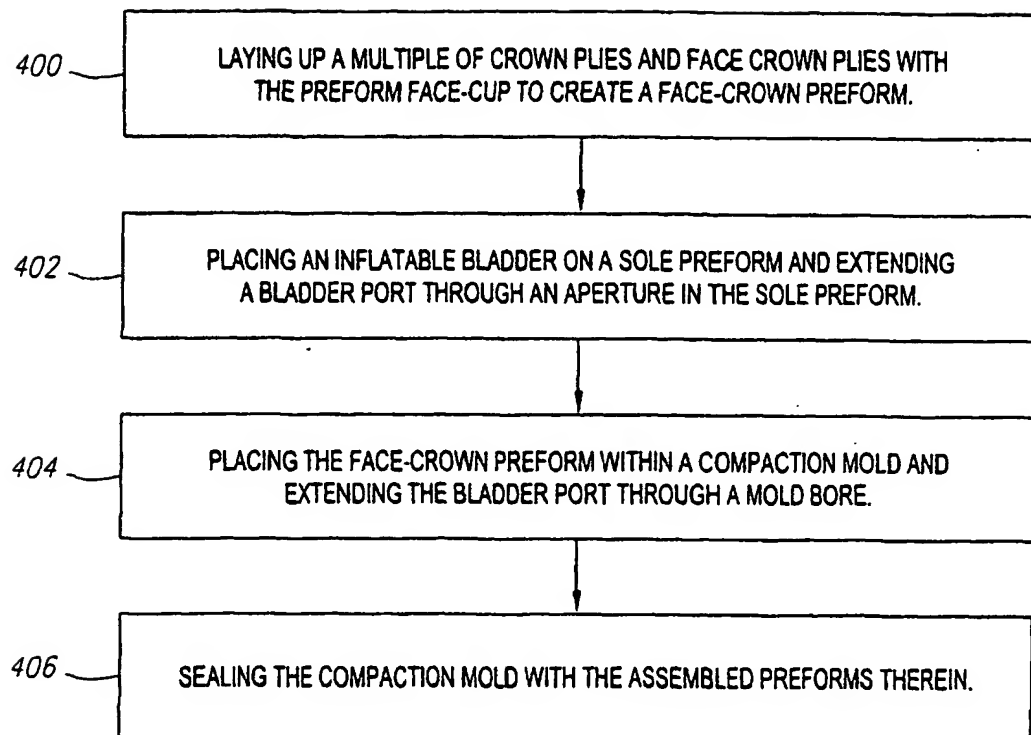 400
LAYING UP A MULTIPLE OF CROWN PLIES AND FACE CROWN PLIES WITH
THE PREFORM FACE-CUP TO CREATE A FACE-CROWN PREFORM.
402
PLACING AN INFLATABLE BLADDER ON A SOLE PREFORM AND EXTENDING
A BLADDER PORT THROUGH AN APERTURE IN THE SOLE PREFORM.
404
PLACING THE FACE-CROWN PREFORM WITHIN A COMPACTION MOLD AND
EXTENDING THE BLADDER PORT THROUGH A MOLD BORE.
406
SEALING THE COMPACTION MOLD WITH THE ASSEMBLED PREFORMS THEREIN.